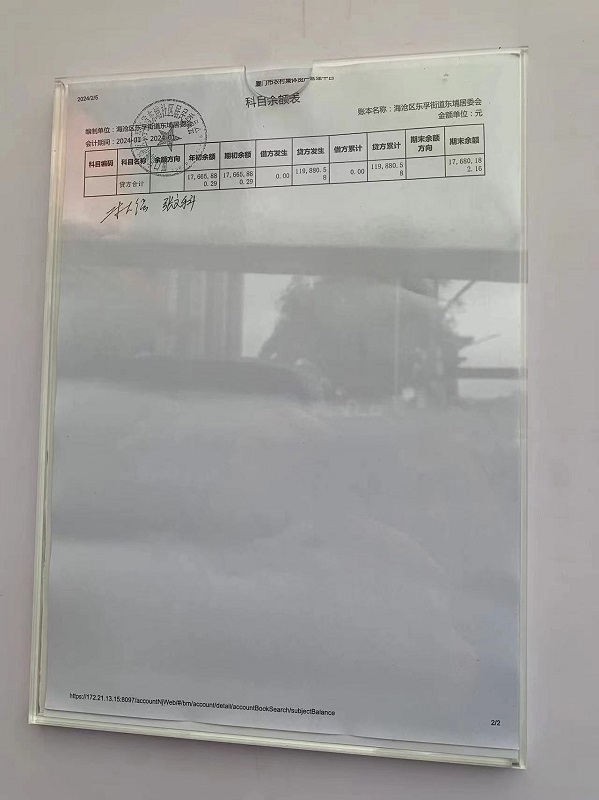 2024/2/5
厦门市农村集体资产管理平台
科目余额表
编制单位：海沧区东孚街道东埔居委会
账本名称：海沧区东孚街道东埔居委会
会计期间：2024-01 - 2024-01
金额单位：元
科目编码 科目名称 余额方向 年初余额 期初余额 借方发生 贷方发生 借方累计 贷方累计 期末余额方向 期末余额
贷方合计 17,665,880.29 17,665,880.29 0.00 119,880.58 0.00 119,880.58 17,680,182.16
https://172.21.13.15:8097/accountNjWeb/#/bm/account/detail/accountBookSearch/subjectBalance
2/2